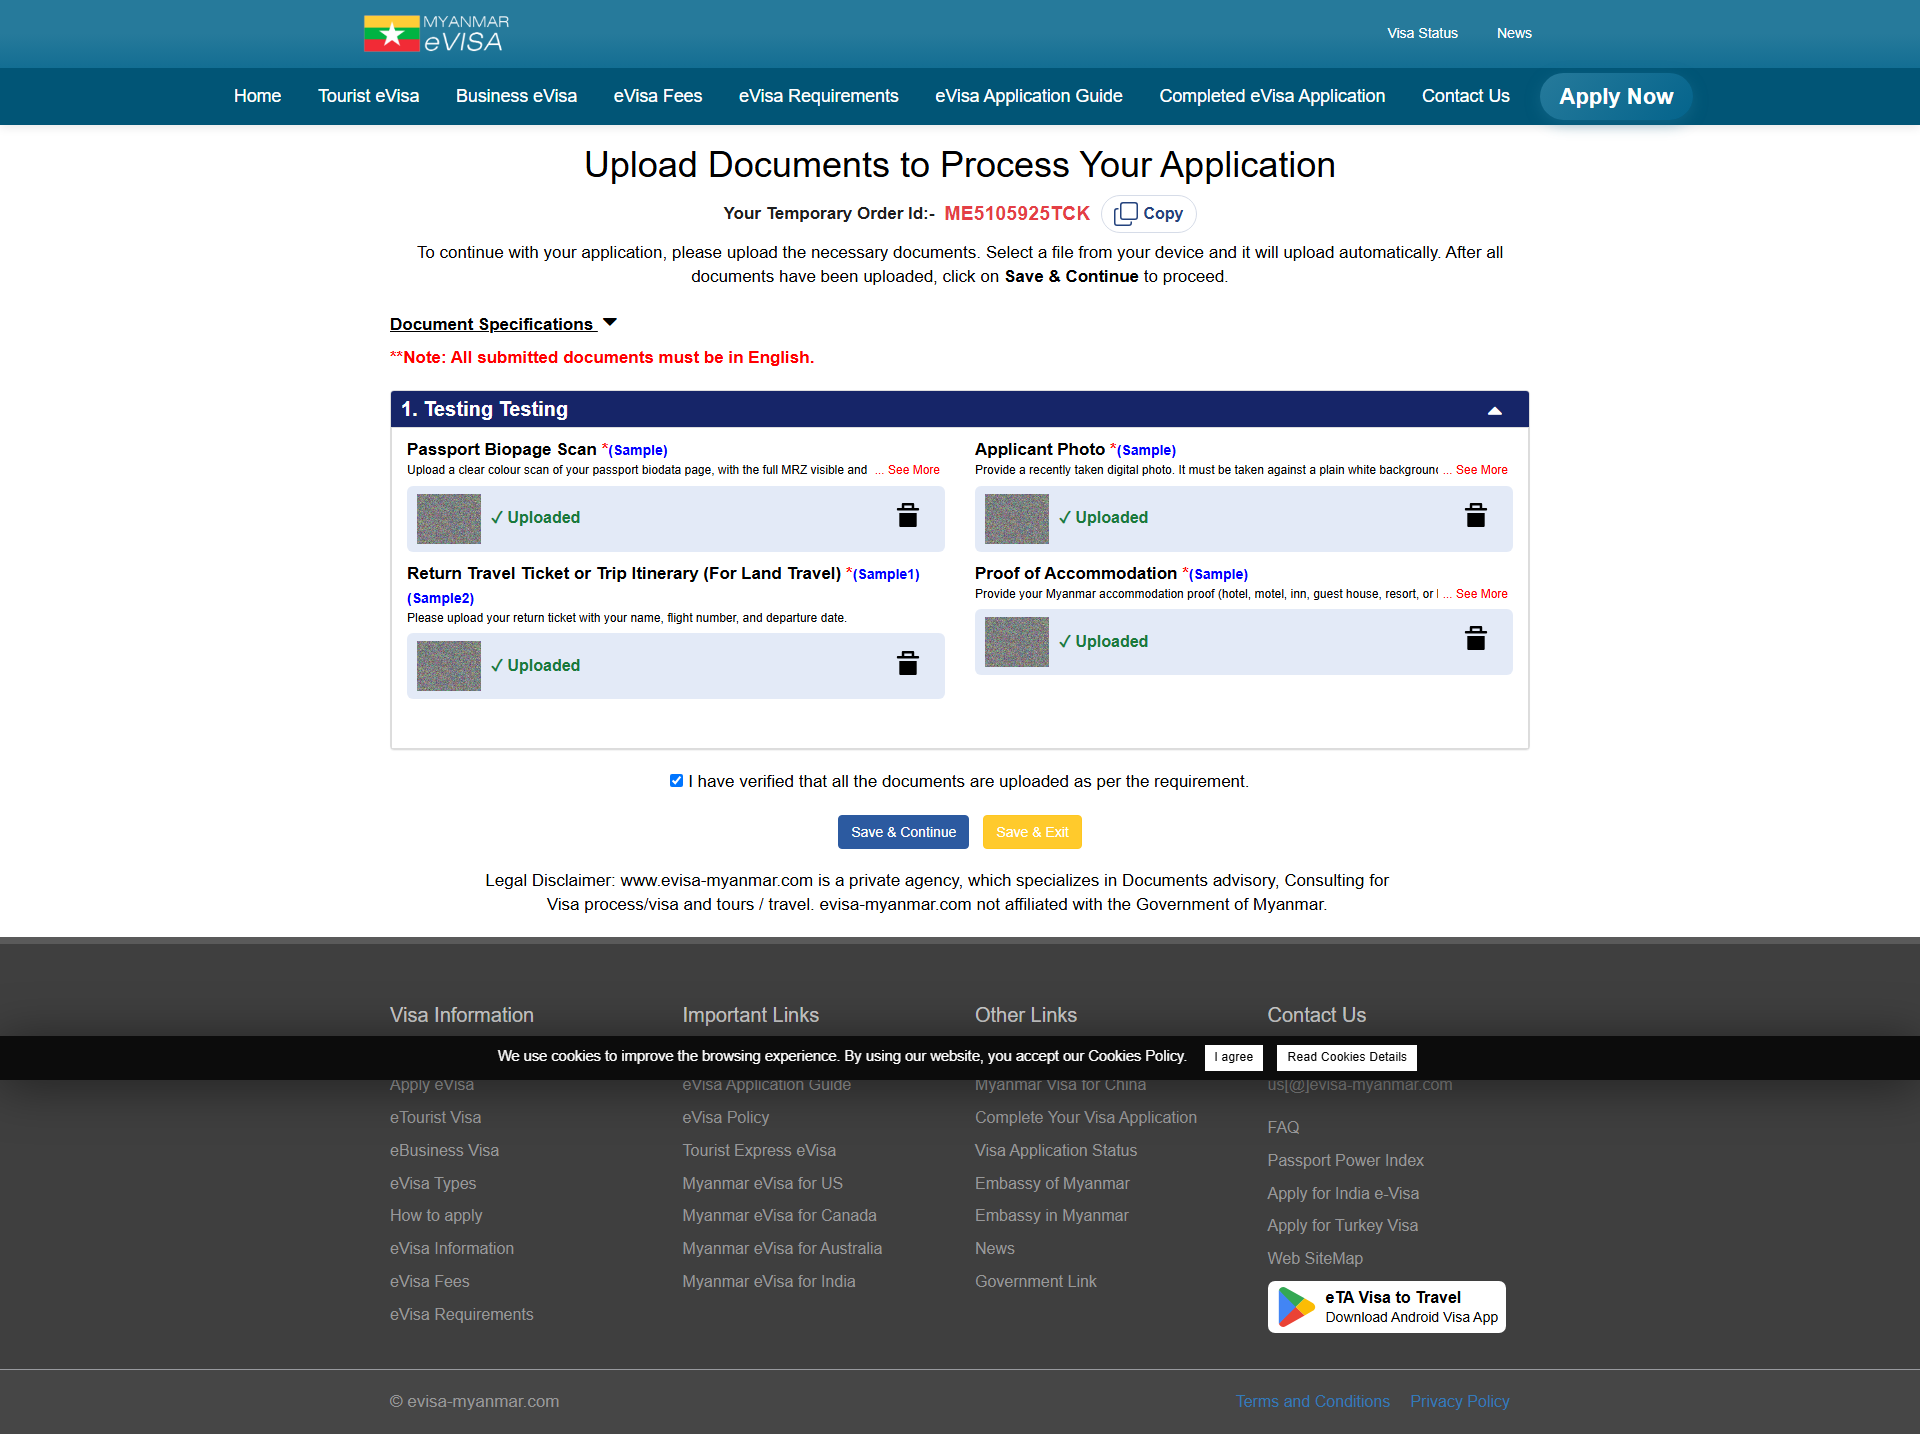 MYANMAR
eVISA
Visa Status
News
Home
Tourist eVisa
Business eVisa
eVisa Fees
eVisa Requirements
eVisa Application Guide
Completed eVisa Application
Contact Us
Apply Now
Upload Documents to Process Your Application
Your Temporary Order Id:- ME5105925TCK Copy
To continue with your application, please upload the necessary documents. Select a file from your device and it will upload automatically. After all
documents have been uploaded, click on Save & Continue to proceed.
Document Specifications
**Note: All submitted documents must be in English.
1. Testing Testing
Passport Biopage Scan *(Sample)
Upload a clear colour scan of your passport biodata page, with the full MRZ visible and ... See More
✓ Uploaded
Applicant Photo *(Sample)
Provide a recently taken digital photo. It must be taken against a plain white background ... See More
✓ Uploaded
Return Travel Ticket or Trip Itinerary (For Land Travel) *(Sample1)
(Sample2)
Please upload your return ticket with your name, flight number, and departure date.
✓ Uploaded
Proof of Accommodation *(Sample)
Provide your Myanmar accommodation proof (hotel, motel, inn, guest house, resort, or ... See More
✓ Uploaded
I have verified that all the documents are uploaded as per the requirement.
Save & Continue
Save & Exit
Legal Disclaimer: www.evisa-myanmar.com is a private agency, which specializes in Documents advisory, Consulting for
Visa process/visa and tours / travel. evisa-myanmar.com not affiliated with the Government of Myanmar.
Visa Information
Important Links
Other Links
Contact Us
We use cookies to improve the browsing experience. By using our website, you accept our Cookies Policy.
I agree
Read Cookies Details
Apply eVisa
eTourist Visa
eBusiness Visa
eVisa Types
How to apply
eVisa Information
eVisa Fees
eVisa Requirements
eVisa Application Guide
eVisa Policy
Tourist Express eVisa
Myanmar eVisa for US
Myanmar eVisa for Canada
Myanmar eVisa for Australia
Myanmar eVisa for India
Myanmar Visa for China
Complete Your Visa Application
Visa Application Status
Embassy of Myanmar
Embassy in Myanmar
News
Government Link
us[@]evisa-myanmar.com
FAQ
Passport Power Index
Apply for India e-Visa
Apply for Turkey Visa
Web SiteMap
eTA Visa to Travel
Download Android Visa App
© evisa-myanmar.com
Terms and Conditions
Privacy Policy